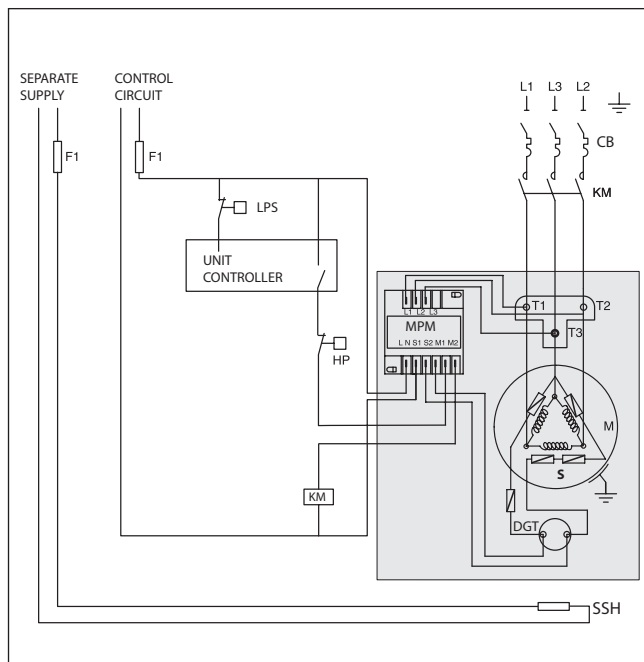 SEPARATE
SUPPLY
CONTROL
CIRCUIT
F1
F1
LPS
UNIT
CONTROLLER
HP
KM
L1 L3 L2
CB
KM
L1 L2 L3
MPM
L N S1 S2 M1 M2
T1
T2
T3
M
S
DGT
SSH